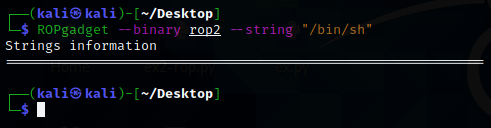 ┌──(kali㉿kali)-[~/Desktop]
└─$ ROPgadget --binary rop2 --string "/bin/sh"
Strings information
============================================================

┌──(kali㉿kali)-[~/Desktop]
└─$